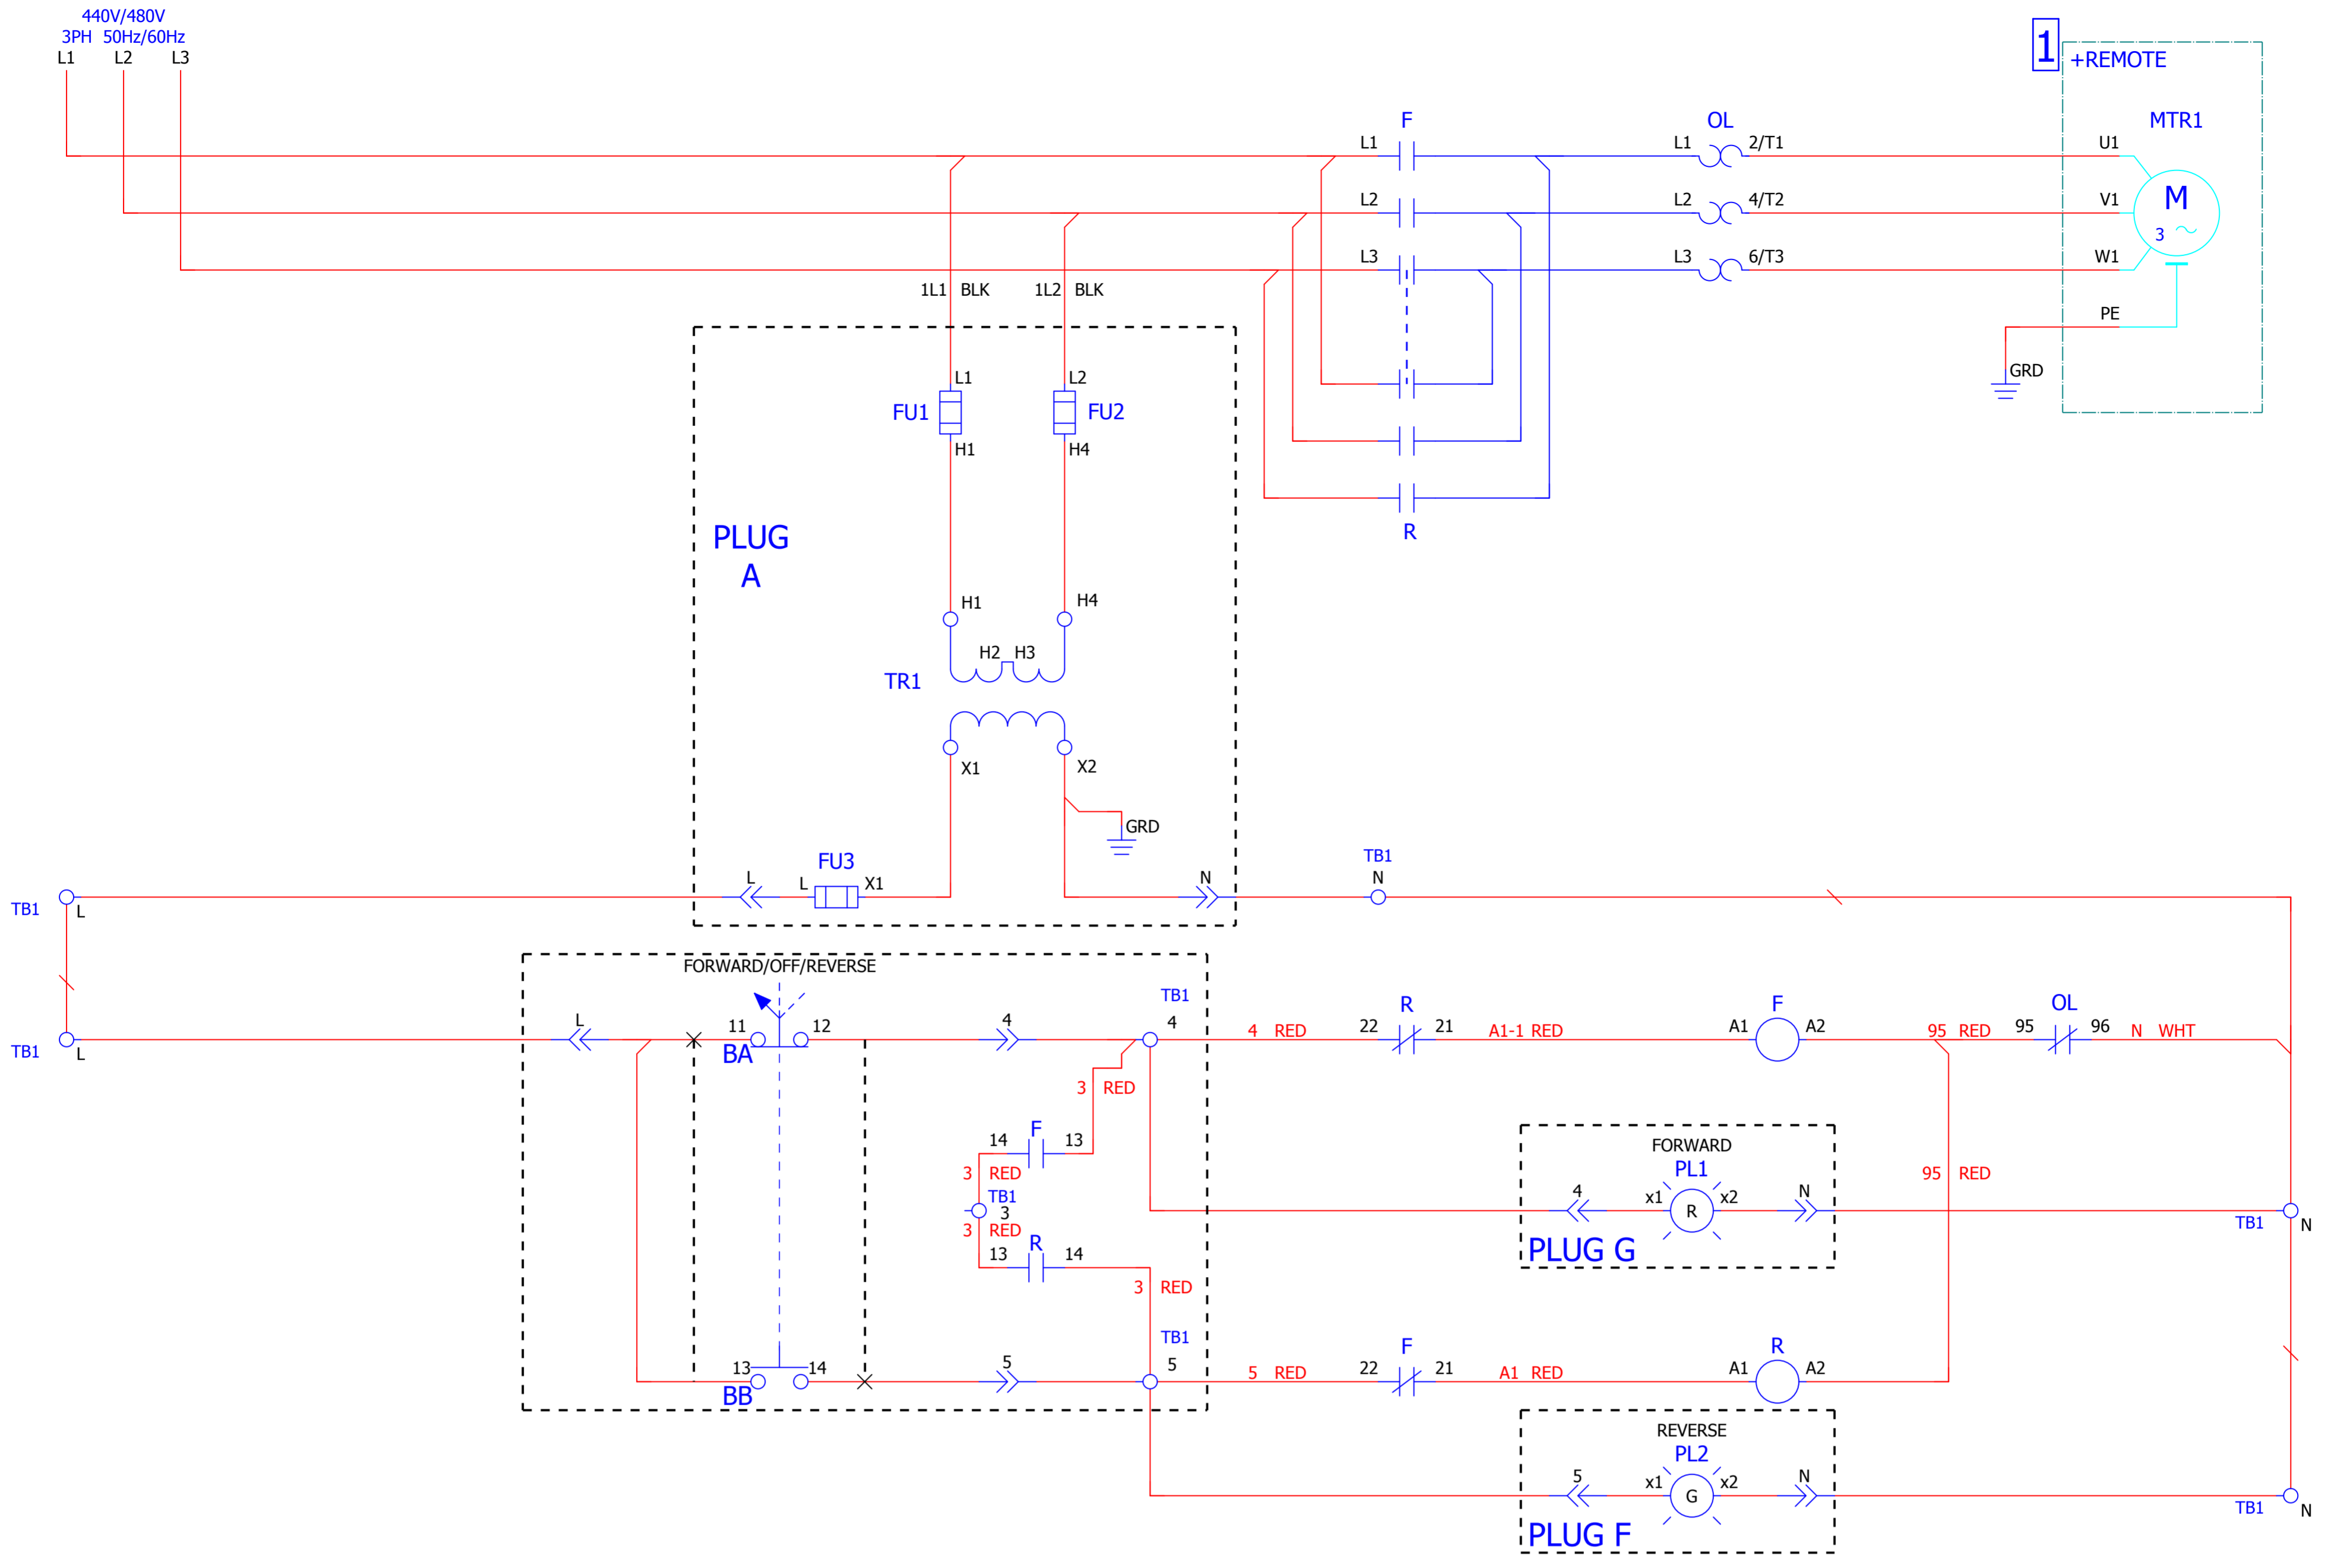 440V/480V
3PH 50Hz/60Hz
L1 L2 L3
1 +REMOTE
F OL MTR1
L1 L1 2/T1 U1
L2 L2 4/T2 V1
M
3
L3 L3 6/T3 W1
1L1 BLK 1L2 BLK
PE
GRD
L1 L2
FU1 FU2
H1 H4
R
PLUG
A
H1 H4
H2 H3
TR1
X1 X2
GRD
FU3
TB1
L L X1 N N
TB1 L
FORWARD/OFF/REVERSE
TB1 R F OL
L 11 12 4 4
4 RED 22 21 A1-1 RED A1 A2 95 RED 95 96 N WHT
TB1 L
BA
3 RED
F
14 13
FORWARD
PL1
3 RED 95 RED
TB1
3
4 x1 R x2 N
TB1 N
3 RED
R
13 14
PLUG G
3 RED
TB1 F R
13 14 5 5
5 RED 22 21 A1 RED A1 A2
BB
REVERSE
PL2
5 x1 G x2 N
TB1 N
PLUG F